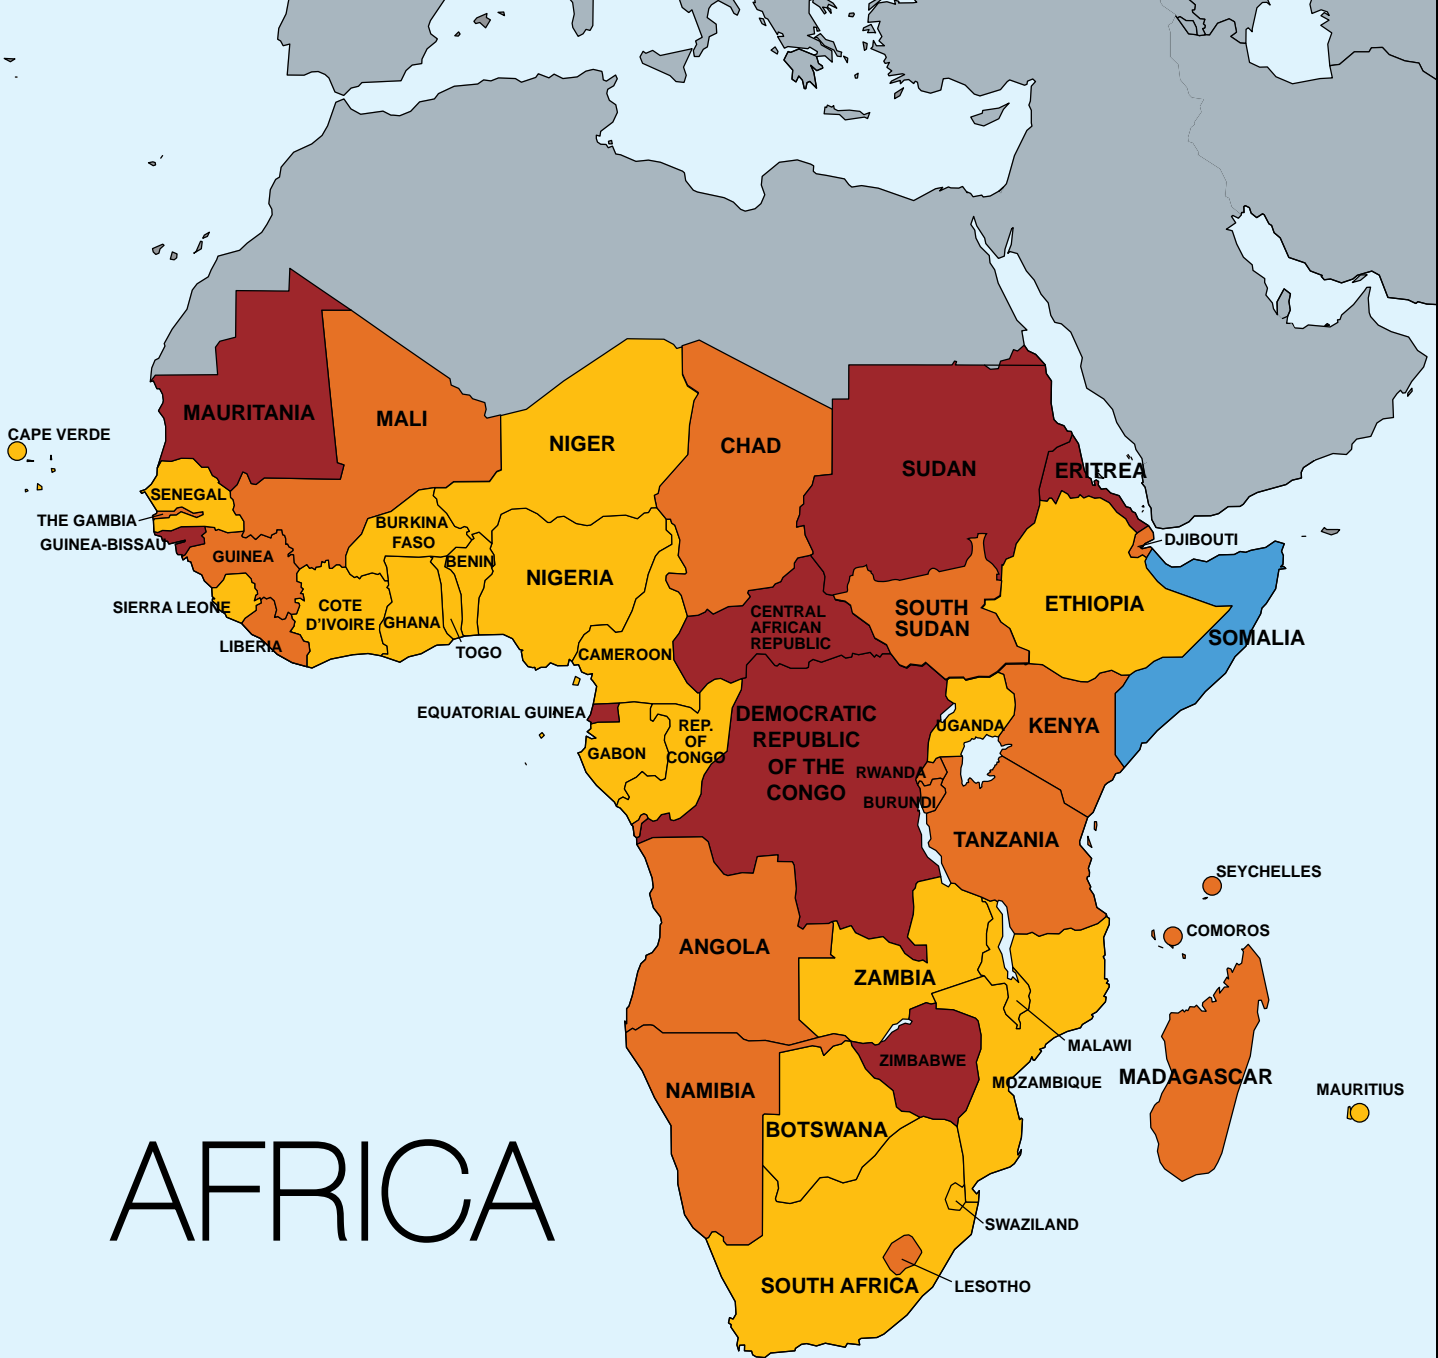 MAURITANIA
MALI
CAPE VERDE
NIGER
CHAD
SUDAN
ERITREA
SENEGAL
THE GAMBIA
BURKINA
FASO
GUINEA-BISSAU
DJIBOUTI
GUINEA
BENIN
NIGERIA
SIERRA LEONE
COTE
D'IVOIRE
GHANA
CENTRAL
AFRICAN
REPUBLIC
SOUTH
SUDAN
ETHIOPIA
SOMALIA
LIBERIA
TOGO
CAMEROON
EQUATORIAL GUINEA
DEMOCRATIC
REPUBLIC
OF THE
CONGO
UGANDA
KENYA
GABON
REP.
OF
CONGO
RWANDA
BURUNDI
TANZANIA
SEYCHELLES
COMOROS
ANGOLA
ZAMBIA
MALAWI
ZIMBABWE
MOZAMBIQUE
MADAGASCAR
NAMIBIA
MAURITIUS
BOTSWANA
AFRICA
SWAZILAND
SOUTH AFRICA
LESOTHO